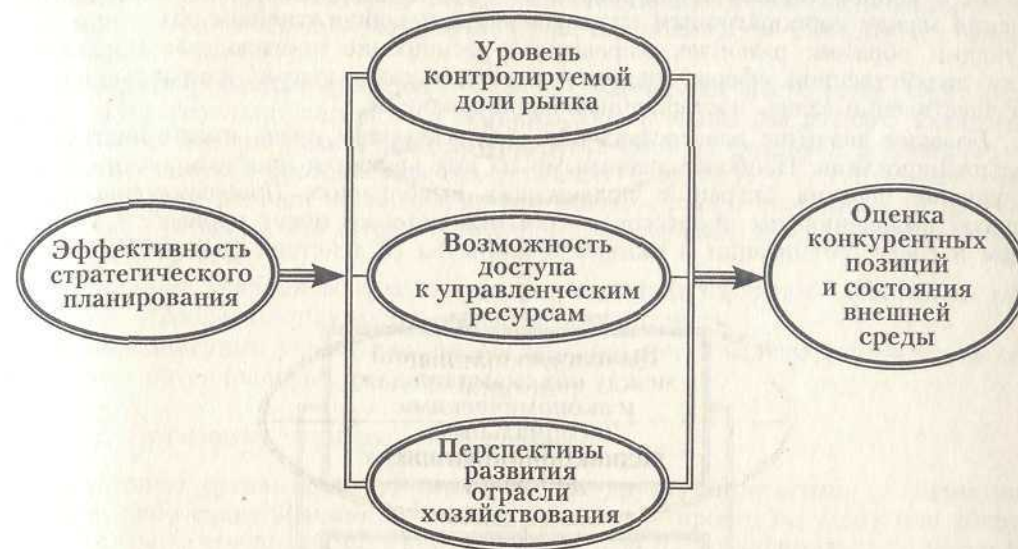 Уровень
контролируемой
доли рынка
Эффективность
стратегического
планирования
Возможность
доступа
к управленческим
ресурсам
Оценка
конкурентных
позиций
и состояния
внешней
среды
Перспективы
развития
отрасли
хозяйствования